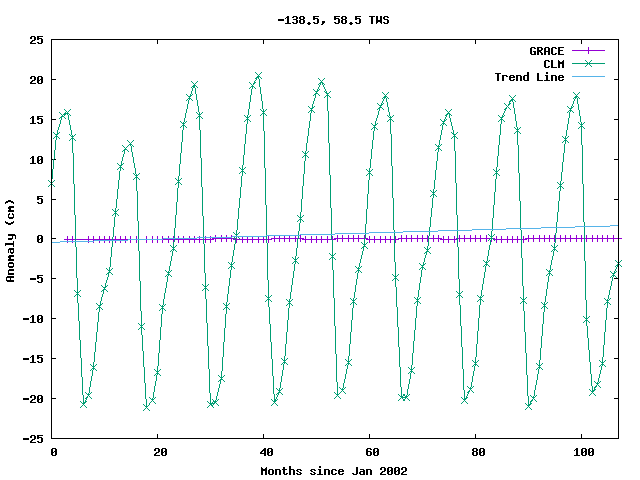 -138.5, 58.5 TWS
GRACE
CLM
Trend Line
25
20
15
10
5
0
-5
-10
-15
-20
-25
Anomaly (cm)
0 20 40 60 80 100
Months since Jan 2002